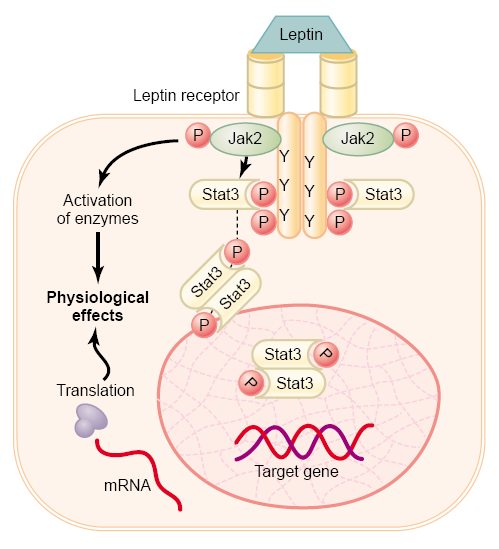 Leptin
Leptin receptor
P Jak2 Jak2 P
Y Y
Stat3 P P Stat3
Y Y
P P
Y Y
Activation
of enzymes
P
Stat3
Stat3
P
Physiological
effects
Stat3 P
P Stat3
Translation
Target gene
mRNA